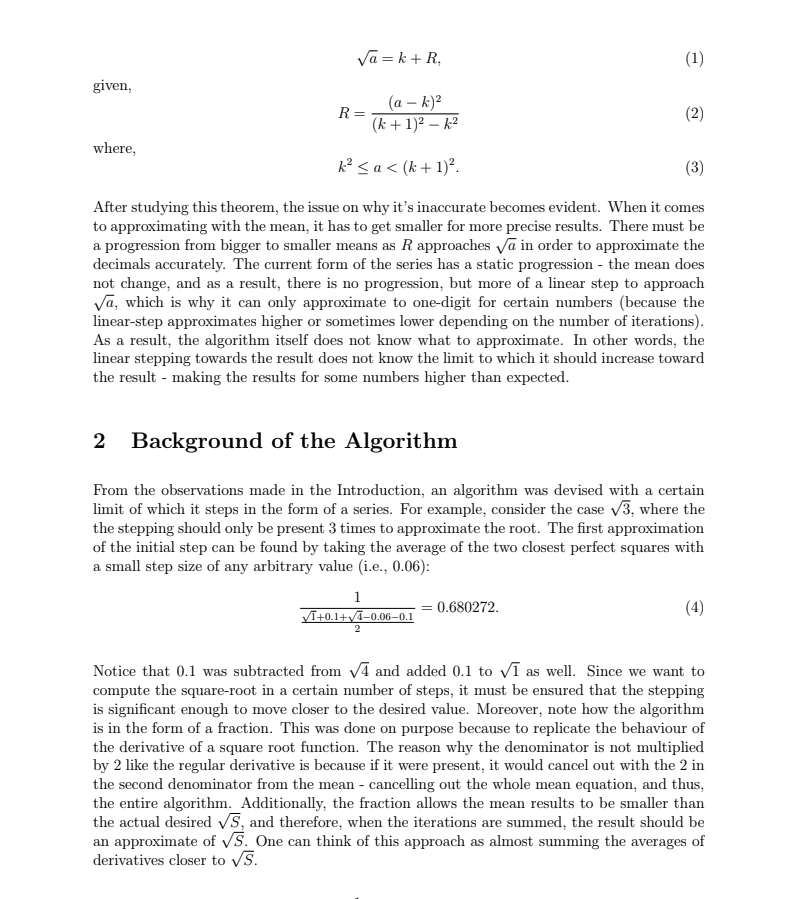 √a = k + R, (1)
given,
R = (a − k)² / (k + 1)² − k² (2)
where,
k² ≤ a < (k + 1)². (3)
After studying this theorem, the issue on why it's inaccurate becomes evident. When it comes
to approximating with the mean, it has to get smaller for more precise results. There must be
a progression from bigger to smaller means as R approaches √a in order to approximate the
decimals accurately. The current form of the series has a static progression - the mean does
not change, and as a result, there is no progression, but more of a linear step to approach
√a, which is why it can only approximate to one-digit for certain numbers (because the
linear-step approximates higher or sometimes lower depending on the number of iterations).
As a result, the algorithm itself does not know what to approximate. In other words, the
linear stepping towards the result does not know the limit to which it should increase toward
the result - making the results for some numbers higher than expected.
2 Background of the Algorithm
From the observations made in the Introduction, an algorithm was devised with a certain
limit of which it steps in the form of a series. For example, consider the case √3, where the
the stepping should only be present 3 times to approximate the root. The first approximation
of the initial step can be found by taking the average of the two closest perfect squares with
a small step size of any arbitrary value (i.e., 0.06):
1 / ((√1+0.1+√4−0.06−0.1) / 2) = 0.680272. (4)
Notice that 0.1 was subtracted from √4 and added 0.1 to √1 as well. Since we want to
compute the square-root in a certain number of steps, it must be ensured that the stepping
is significant enough to move closer to the desired value. Moreover, note how the algorithm
is in the form of a fraction. This was done on purpose because to replicate the behaviour of
the derivative of a square root function. The reason why the denominator is not multiplied
by 2 like the regular derivative is because if it were present, it would cancel out with the 2 in
the second denominator from the mean - cancelling out the whole mean equation, and thus,
the entire algorithm. Additionally, the fraction allows the mean results to be smaller than
the actual desired √S, and therefore, when the iterations are summed, the result should be
an approximate of √S. One can think of this approach as almost summing the averages of
derivatives closer to √S.